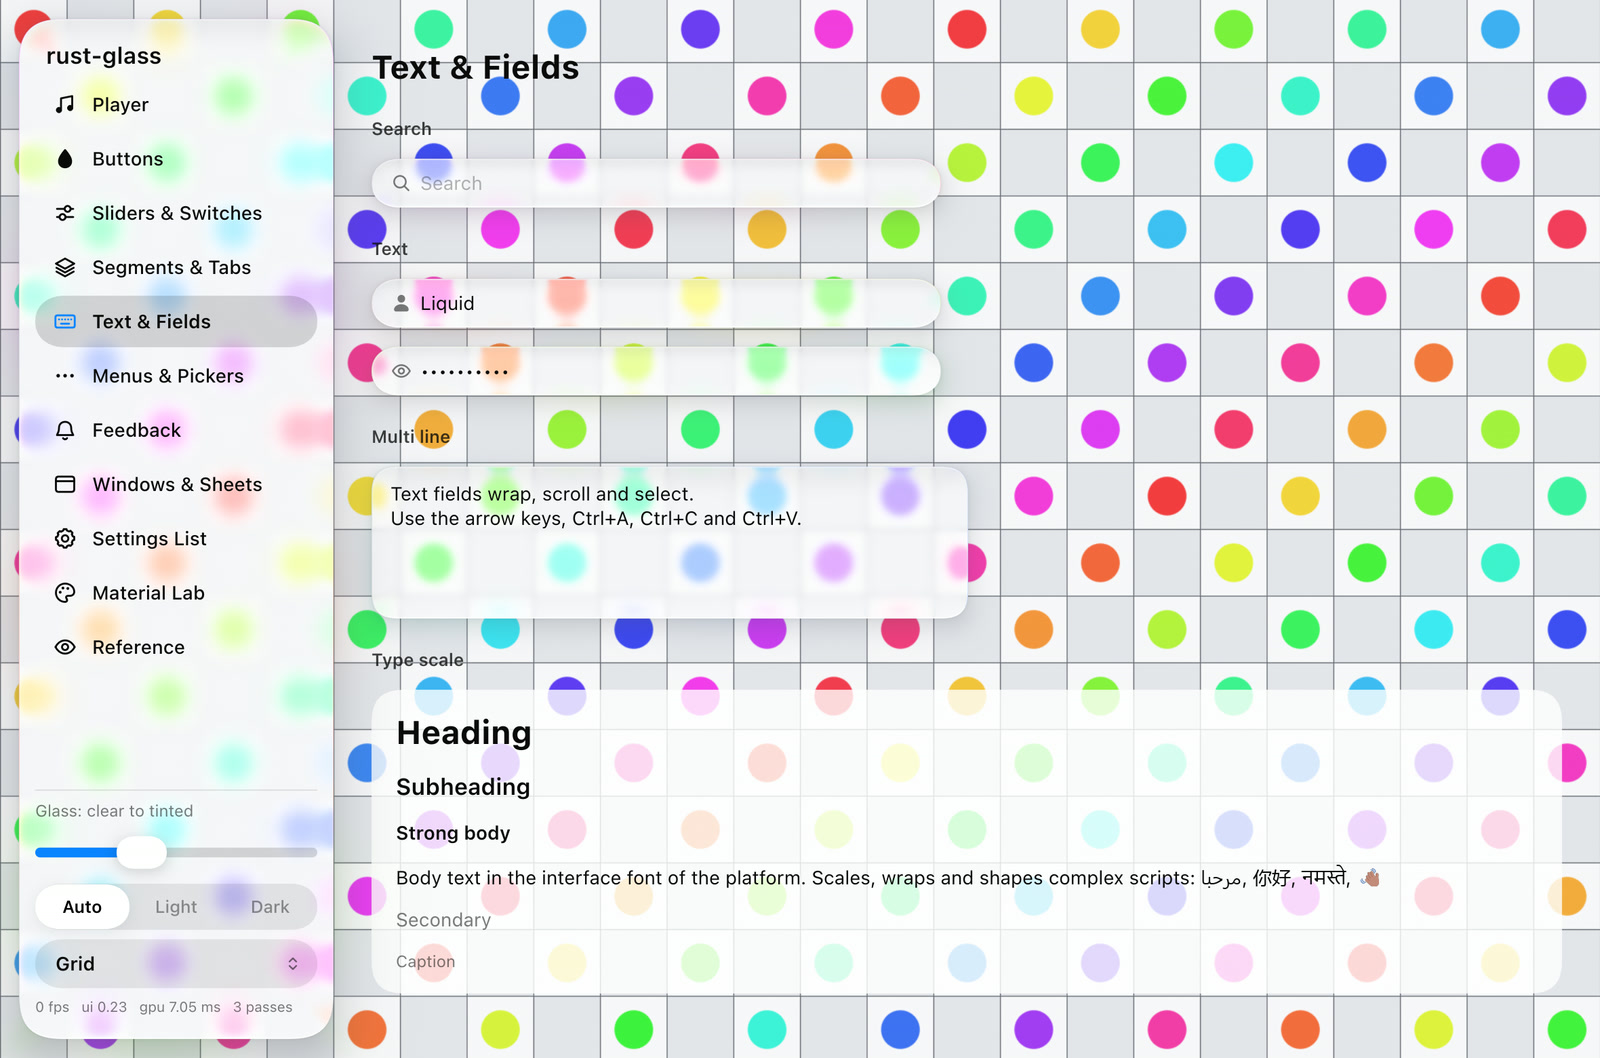 rust-glass
Player
Buttons
Sliders & Switches
Segments & Tabs
Text & Fields
Menus & Pickers
Feedback
Windows & Sheets
Settings List
Material Lab
Reference
Glass: clear to tinted
Auto Light Dark
Grid
0 fps ui 0.23 gpu 7.05 ms 3 passes
Text & Fields
Search
Search
Text
Liquid
••••••••••
Multi line
Text fields wrap, scroll and select.
Use the arrow keys, Ctrl+A, Ctrl+C and Ctrl+V.
Type scale
Heading
Subheading
Strong body
Body text in the interface font of the platform. Scales, wraps and shapes complex scripts: مرحبا, 你好, नमस्ते, 👋🏽
Secondary
Caption